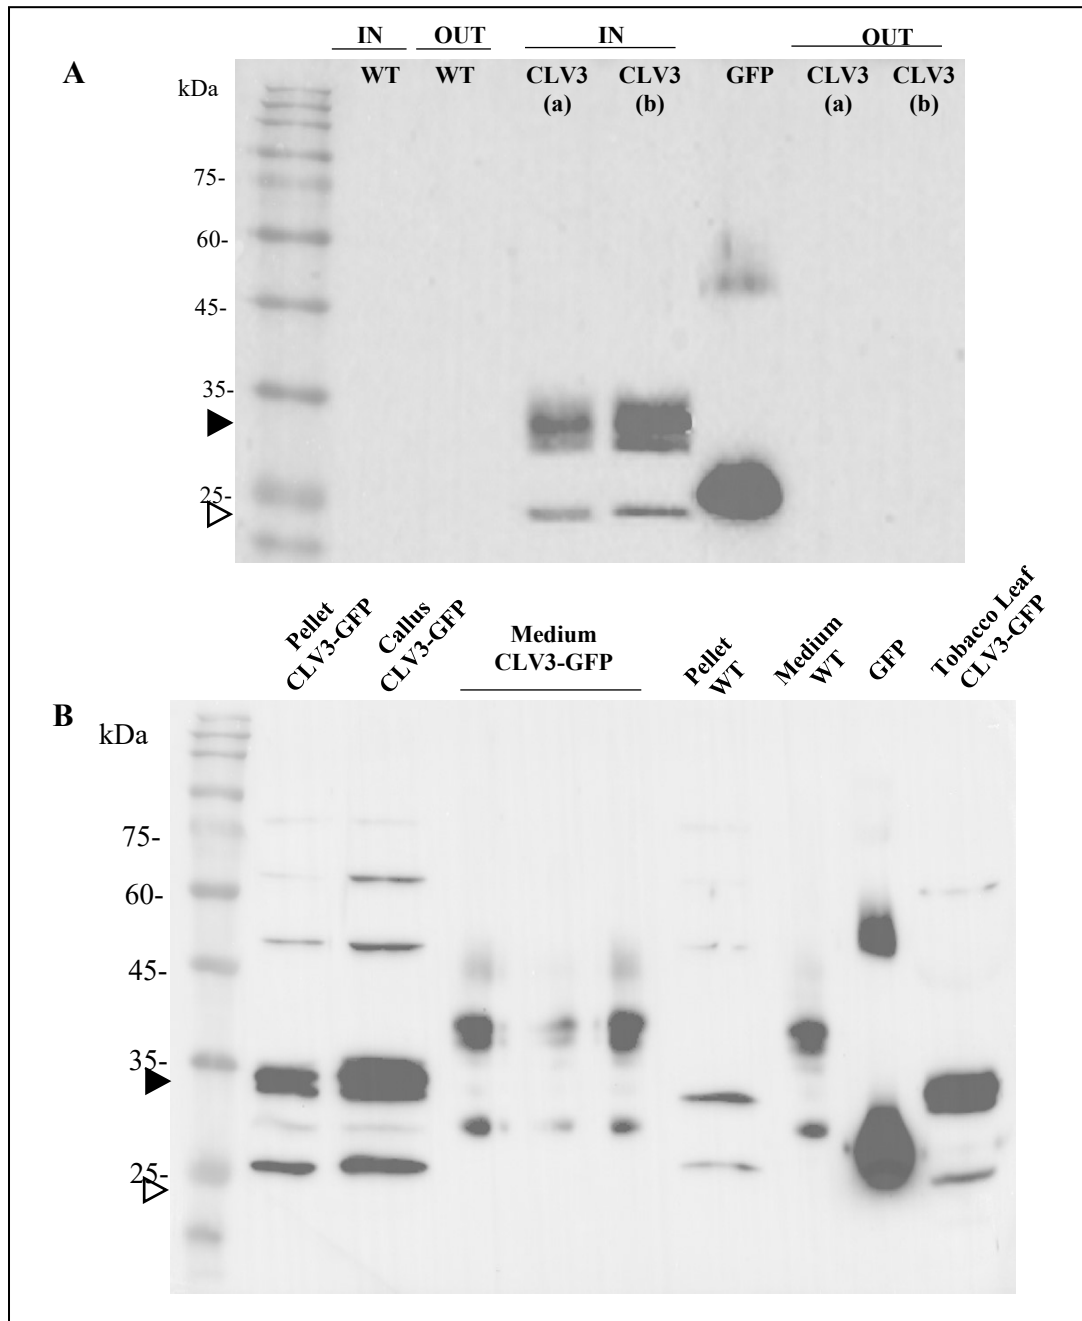 IN OUT IN OUT
A
kDa
WT WT CLV3 CLV3 GFP CLV3 CLV3
(a) (b) (a) (b)
75-
60-
45-
35-
25-
Pellet
CLV3-GFP
Callus
CLV3-GFP
Medium
CLV3-GFP
Pellet
WT
Medium
WT
GFP
Tobacco Leaf
CLV3-GFP
B
kDa
75-
60-
45-
35-
25-